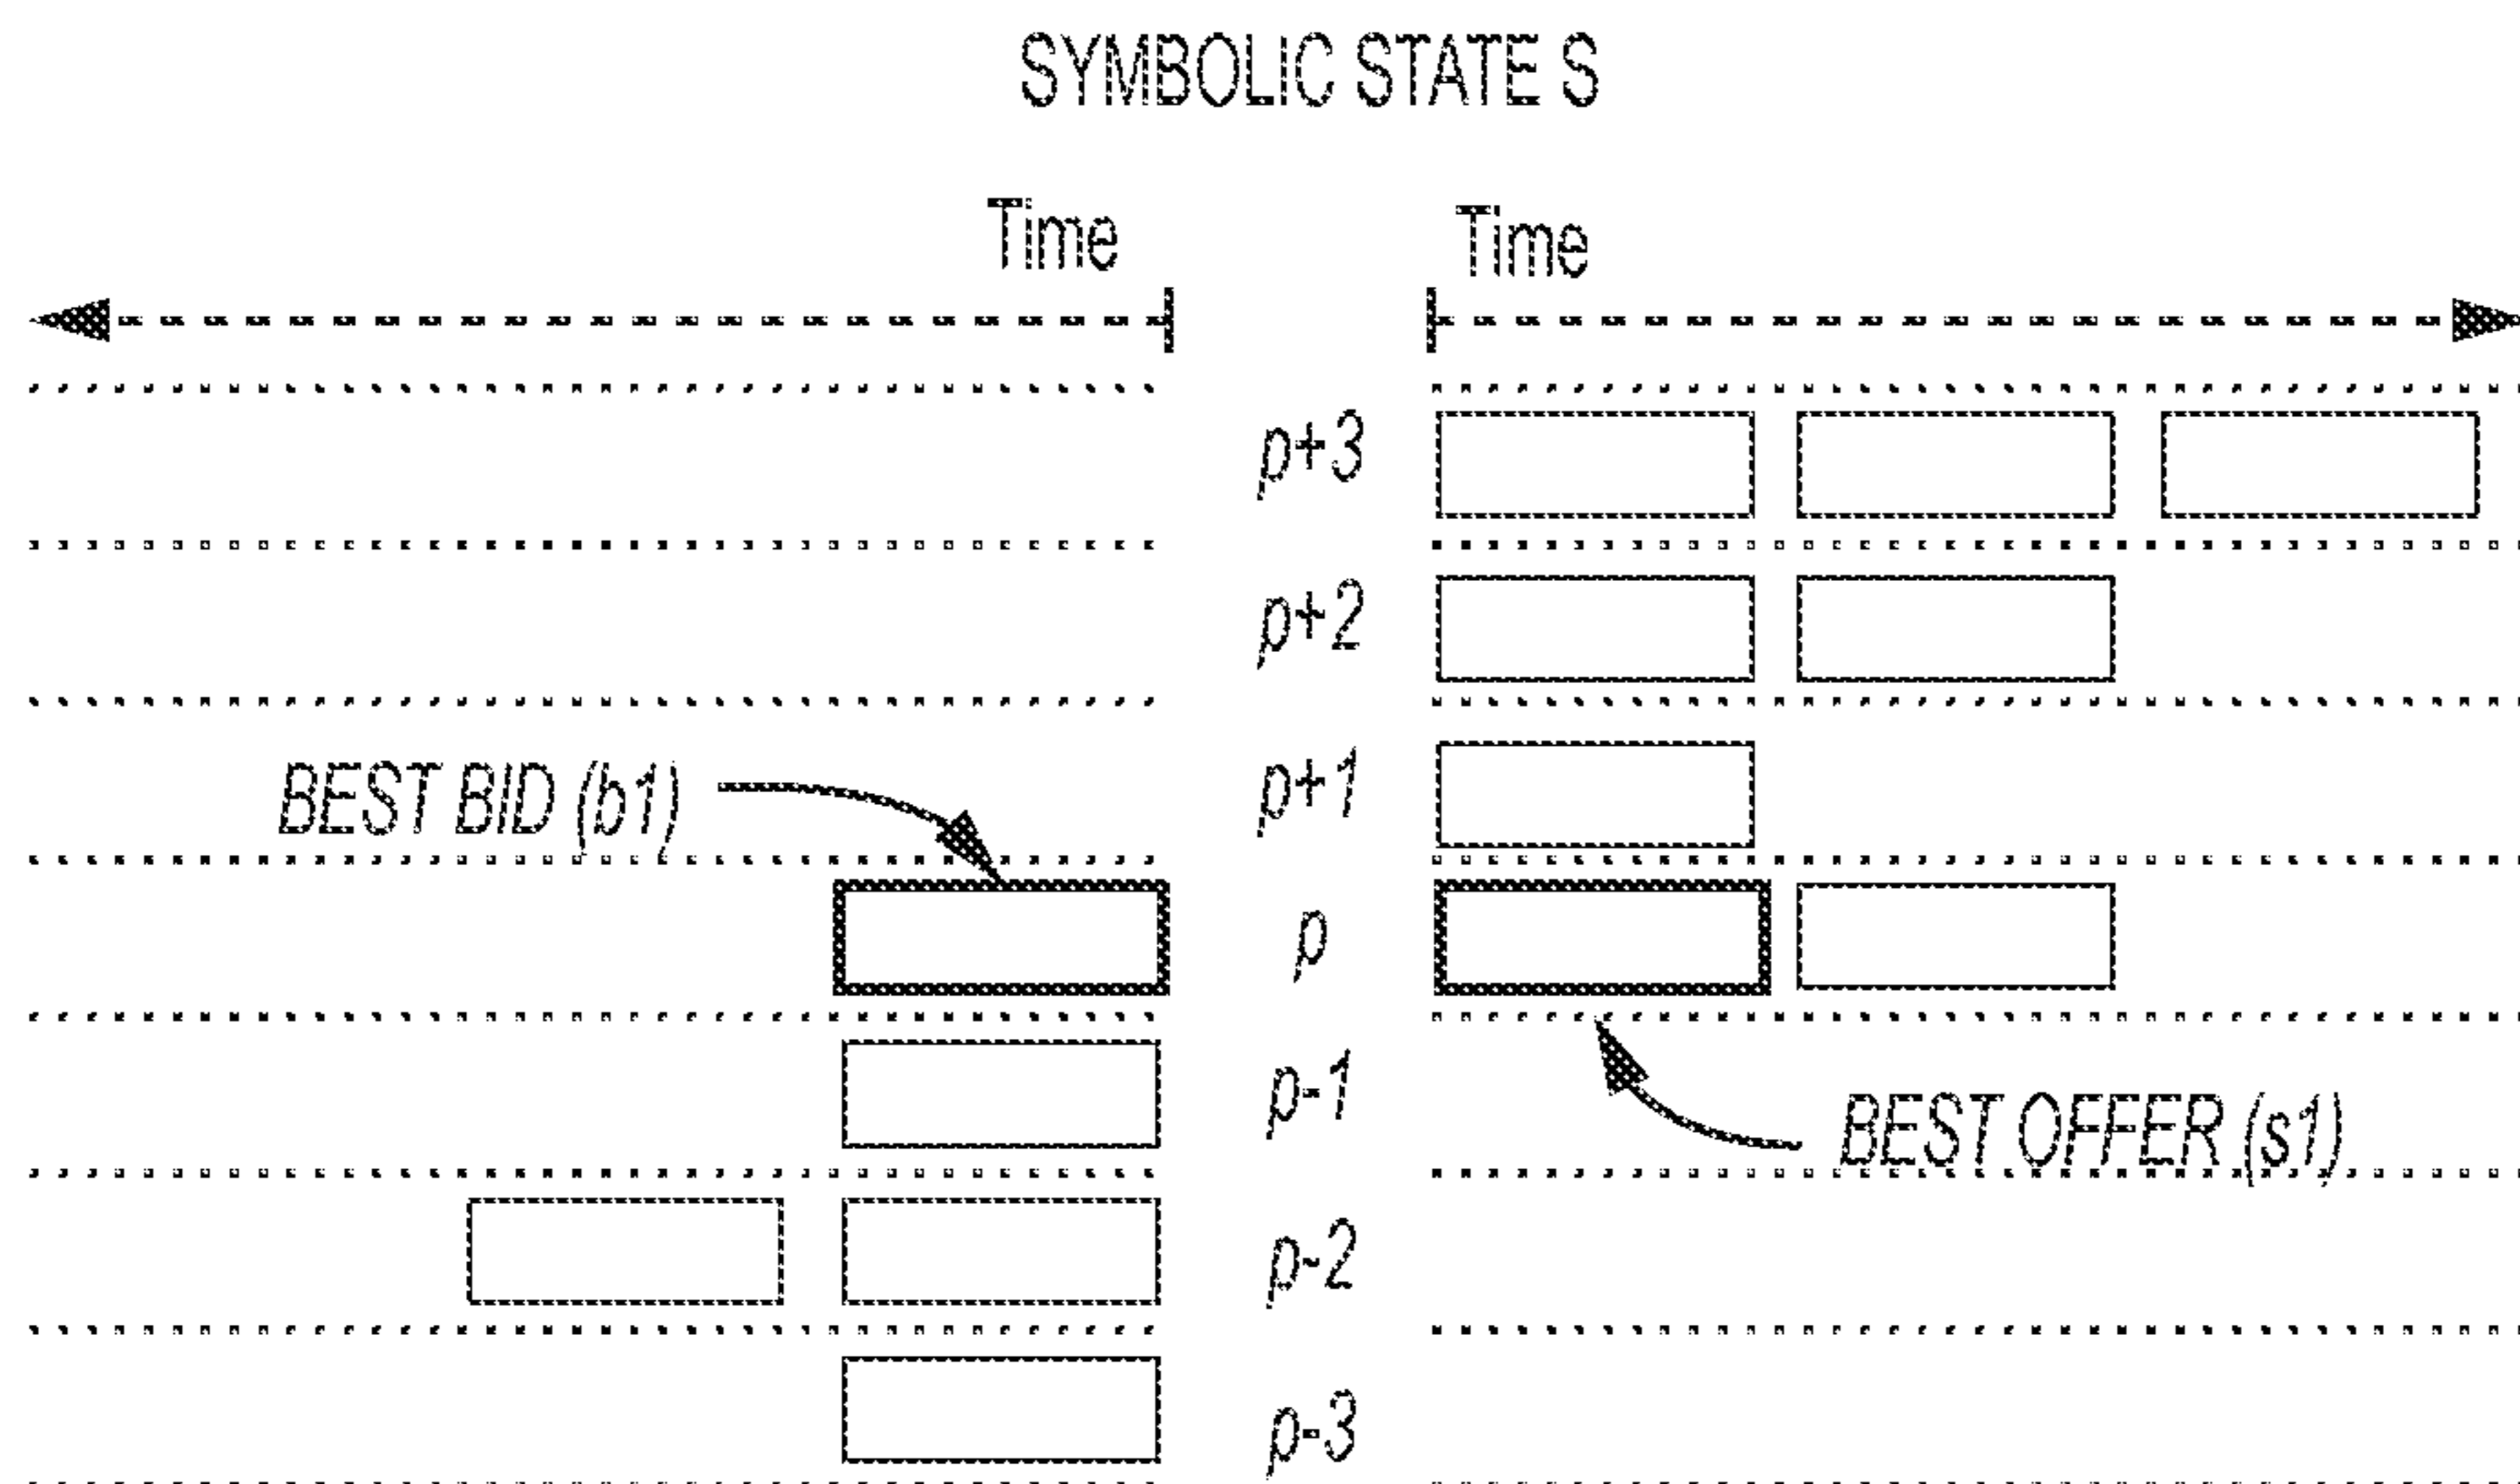 SYMBOLIC STATE S
Time
Time
p+3
p+2
p+1
BEST BID (b1)
p
p-1
BEST OFFER (s1)
p-2
p-3